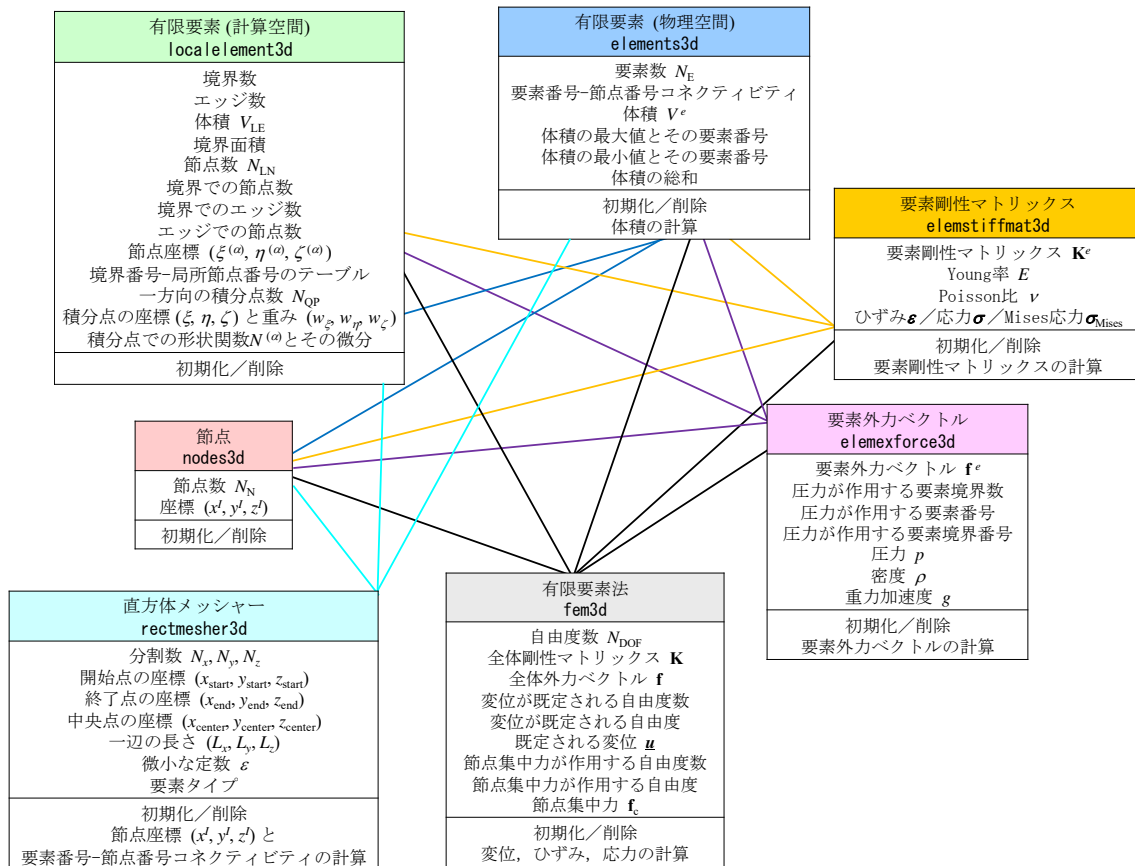 有限要素 (計算空間)
localelement3d
境界数
エッジ数
体積 V_LE
境界面積
節点数 N_LN
境界での節点数
境界でのエッジ数
エッジでの節点数
節点座標 (ξ^(α), η^(α), ζ^(α))
境界番号-局所節点番号のテーブル
一方向の積分点数 N_QP
積分点の座標 (ξ, η, ζ) と重み (w_ξ, w_η, w_ζ)
積分点での形状関数N^(α)とその微分
初期化／削除
有限要素 (物理空間)
elements3d
要素数 N_E
要素番号-節点番号コネクティビティ
体積 V^e
体積の最大値とその要素番号
体積の最小値とその要素番号
体積の総和
初期化／削除
体積の計算
要素剛性マトリックス
elemstiffmat3d
要素剛性マトリックス K^e
Young率 E
Poisson比 ν
ひずみε／応力σ／Mises応力σ_Mises
初期化／削除
要素剛性マトリックスの計算
節点
nodes3d
節点数 N_N
座標 (x^I, y^I, z^I)
初期化／削除
要素外力ベクトル
elemexforce3d
要素外力ベクトル f^e
圧力が作用する要素境界数
圧力が作用する要素番号
圧力が作用する要素境界番号
圧力 p
密度 ρ
重力加速度 g
初期化／削除
要素外力ベクトルの計算
直方体メッシャー
rectmesher3d
分割数 N_x, N_y, N_z
開始点の座標 (x_start, y_start, z_start)
終了点の座標 (x_end, y_end, z_end)
中央点の座標 (x_center, y_center, z_center)
一辺の長さ (L_x, L_y, L_z)
微小な定数 ε
要素タイプ
初期化／削除
節点座標 (x^I, y^I, z^I) と
要素番号-節点番号コネクティビティの計算
有限要素法
fem3d
自由度数 N_DOF
全体剛性マトリックス K
全体外力ベクトル f
変位が既定される自由度数
変位が既定される自由度
既定される変位 u
節点集中力が作用する自由度数
節点集中力が作用する自由度
節点集中力 f_c
初期化／削除
変位，ひずみ，応力の計算